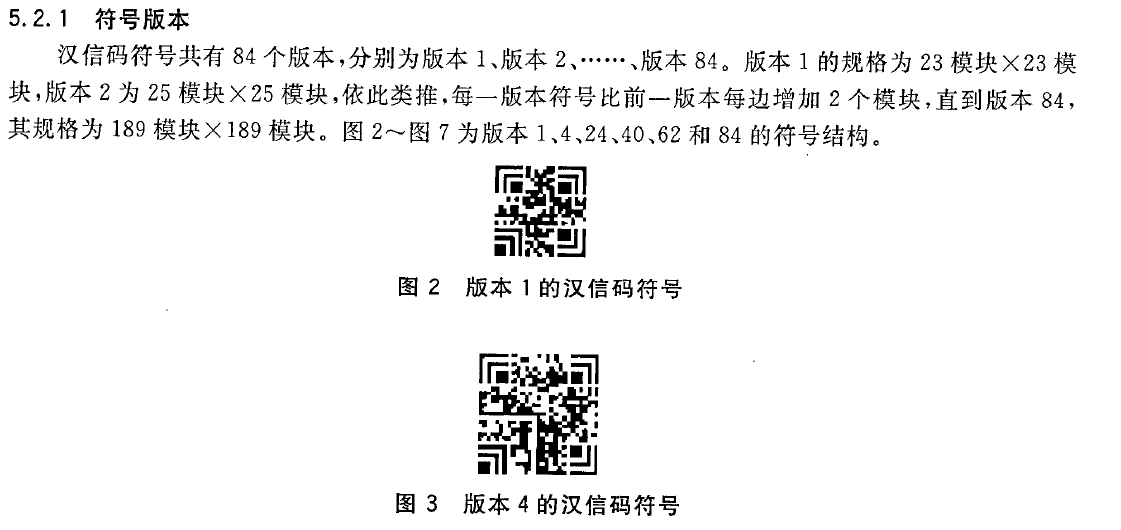 5.2.1 符号版本
汉信码符号共有 84 个版本,分别为版本 1、版本 2、……、版本 84。版本 1 的规格为 23 模块×23 模
块,版本 2 为 25 模块×25 模块,依此类推,每一版本符号比前一版本每边增加 2 个模块,直到版本 84,
其规格为 189 模块×189 模块。图 2～图 7 为版本 1、4、24、40、62 和 84 的符号结构。
图 2 版本 1 的汉信码符号
图 3 版本 4 的汉信码符号